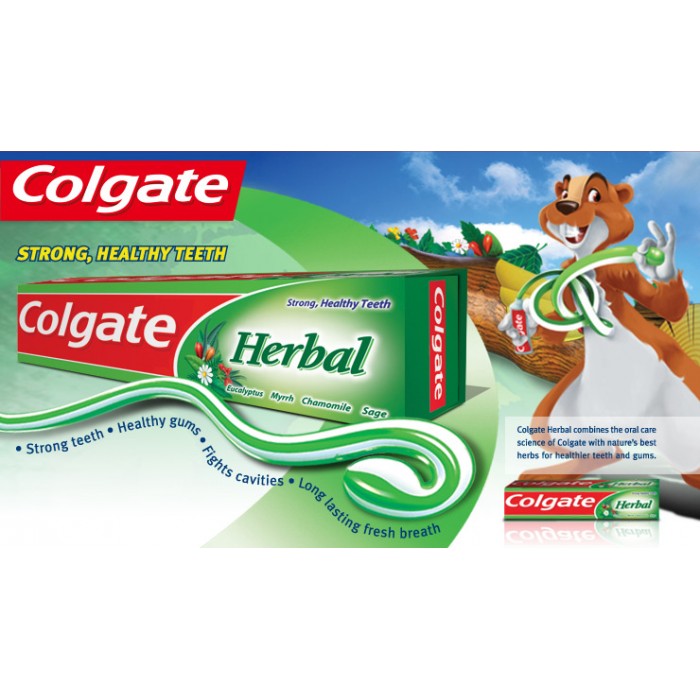 Colgate
STRONG, HEALTHY TEETH
Strong, Healthy Teeth
Colgate
Herbal
Colgate
Eucalyptus Myrrh Chamomile Sage
• Strong teeth • Healthy gums • Fights cavities • Long lasting fresh breath
Colgate
Colgate Herbal combines the oral care
science of Colgate with nature's best
herbs for healthier teeth and gums.
Colgate Herbal